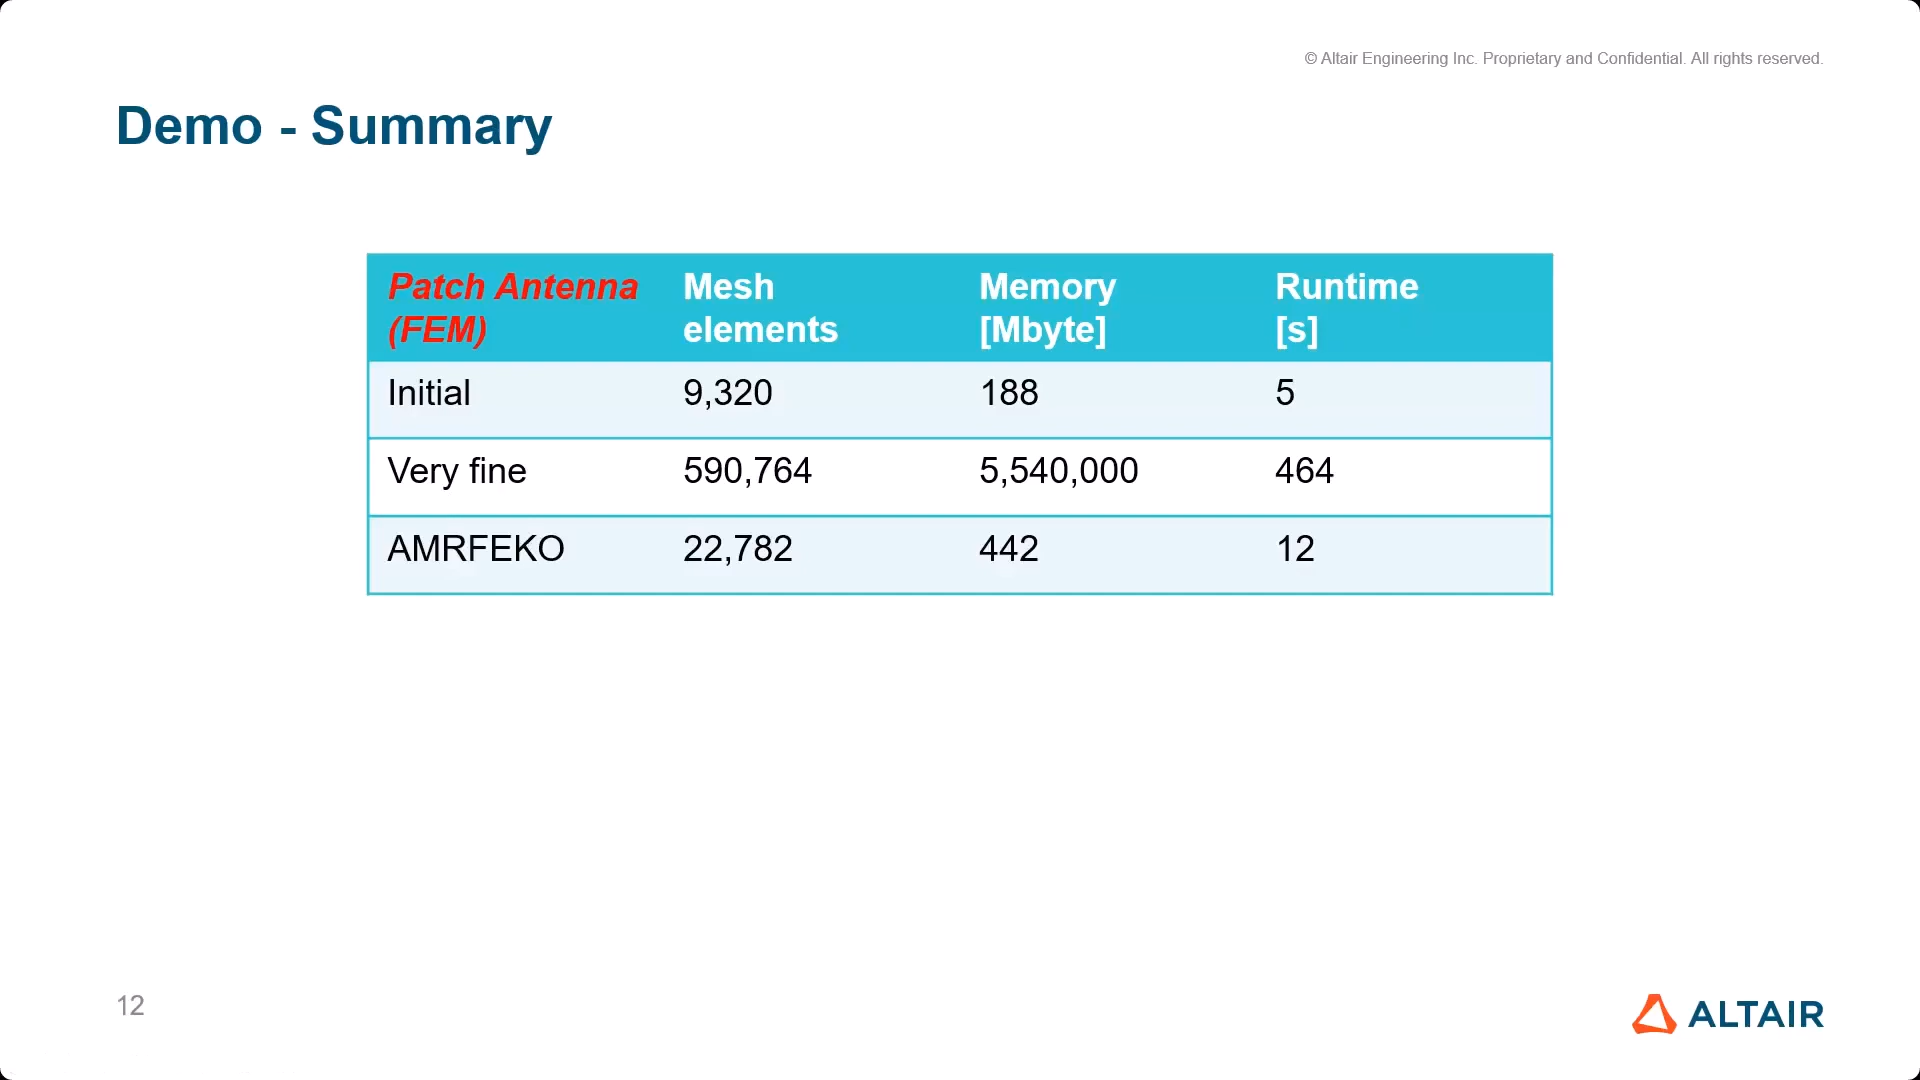 © Altair Engineering Inc. Proprietary and Confidential. All rights reserved.
Demo - Summary
Patch Antenna (FEM) Mesh elements Memory [Mbyte] Runtime [s]
Initial 9,320 188 5
Very fine 590,764 5,540,000 464
AMRFEKO 22,782 442 12
12
ALTAIR